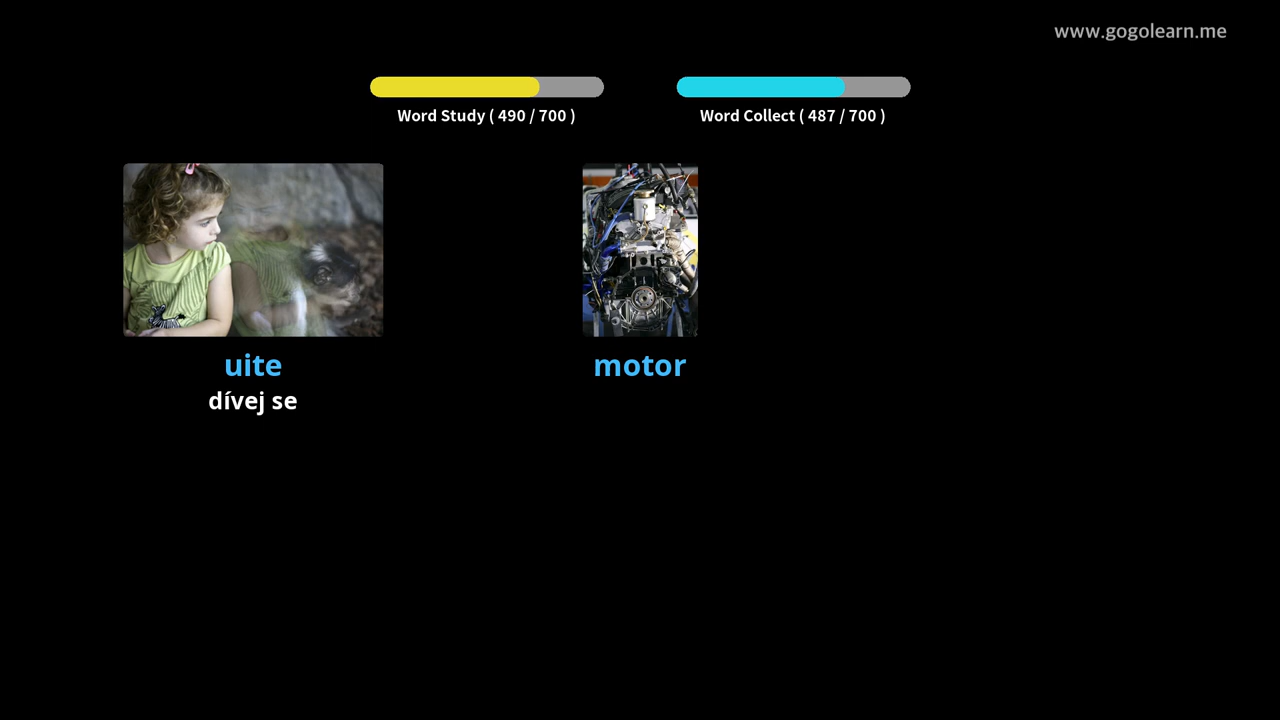 www.gogolearn.me
Word Study ( 490 / 700 )
Word Collect ( 487 / 700 )
uite
dívej se
motor